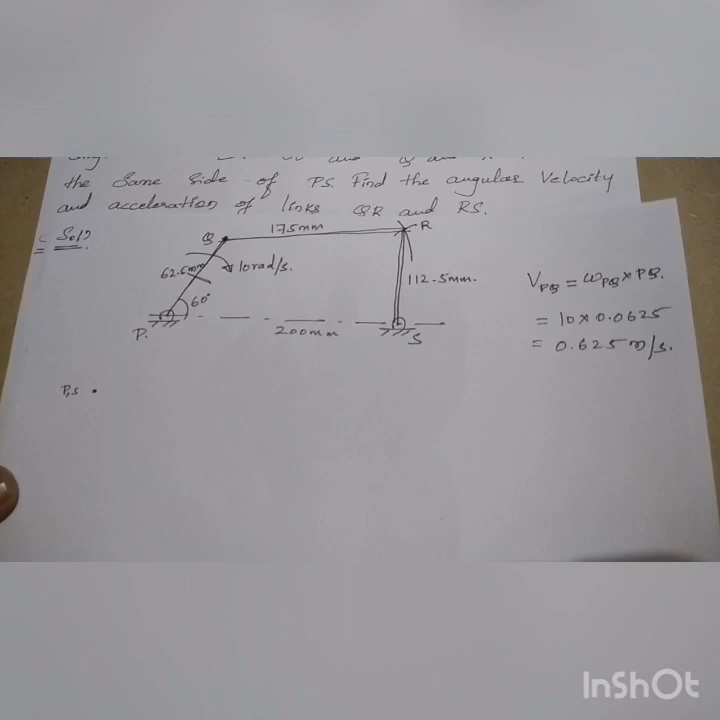 the Same Side of PS. Find the angular Velocity
and acceleration of links QR and RS.
Sol?
Q 175mm R
62.5mm 10rad/s.
60°
112.5mm.
P. 200mm S
P,S
VPQ = ωPQ × PQ.
= 10 × 0.0625
= 0.625 m/s.
InShOt